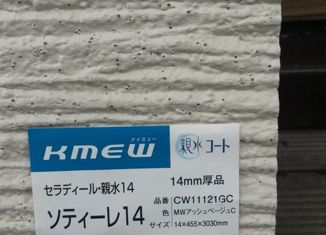 ケイミュー
KMEW
親水コート
セラディール・親水14
14mm厚品
ソティーレ14
品番 CW11121GC
色 MWアッシュベージュC
サイズ 14×455×3030mm